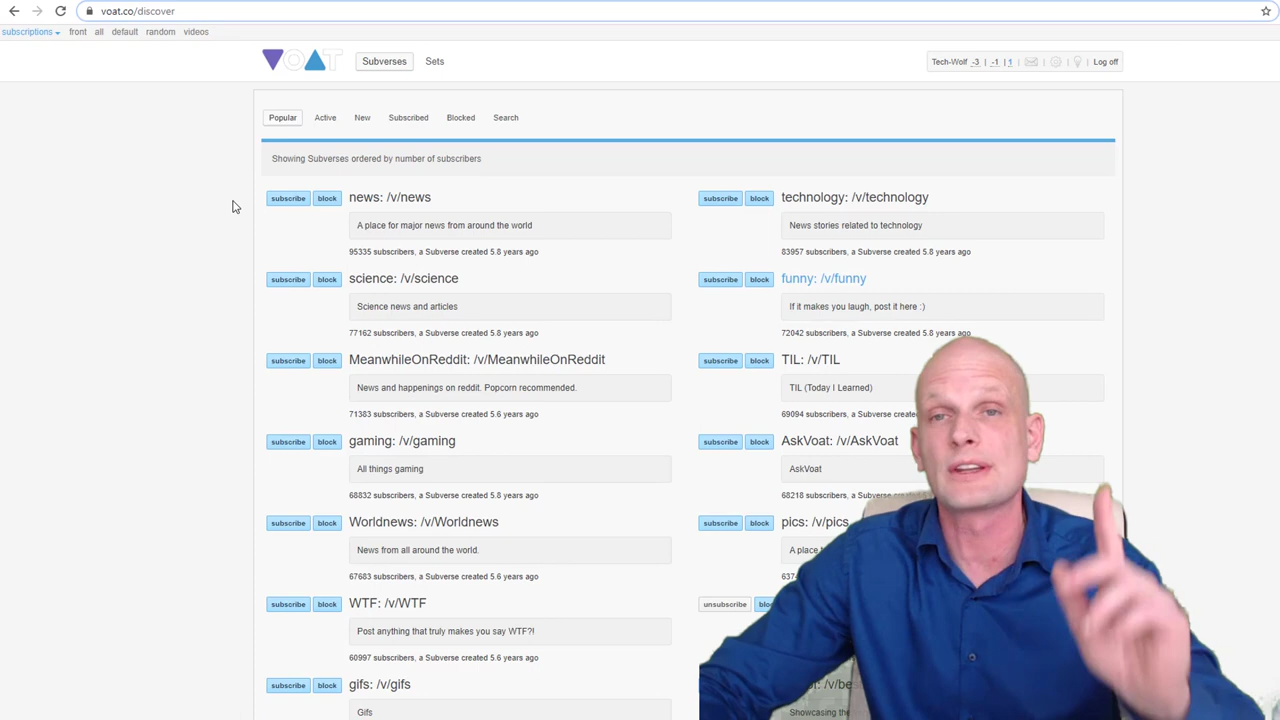 voat.co/discover
subscriptions front all default random videos
VOAT Subverses Sets Tech-Wolf -3 | -1 | 1 | | | | Log off
Popular Active New Subscribed Blocked Search
Showing Subverses ordered by number of subscribers
subscribe block news: /v/news
A place for major news from around the world
95335 subscribers, a Subverse created 5.8 years ago
subscribe block technology: /v/technology
News stories related to technology
83957 subscribers, a Subverse created 5.8 years ago
subscribe block science: /v/science
Science news and articles
77162 subscribers, a Subverse created 5.8 years ago
subscribe block funny: /v/funny
If it makes you laugh, post it here :)
72042 subscribers, a Subverse created 5.8 years ago
subscribe block MeanwhileOnReddit: /v/MeanwhileOnReddit
News and happenings on reddit. Popcorn recommended.
71383 subscribers, a Subverse created 5.6 years ago
subscribe block TIL: /v/TIL
TIL (Today I Learned)
69094 subscribers, a Subverse
subscribe block gaming: /v/gaming
All things gaming
68832 subscribers, a Subverse created 5.8 years ago
subscribe block AskVoat: /v/AskVoat
AskVoat
68218 subscribers, a Subverse
subscribe block Worldnews: /v/Worldnews
News from all around the world.
67683 subscribers, a Subverse created 5.6 years ago
subscribe block pics: /v/pics
A place
subscribe block WTF: /v/WTF
Post anything that truly makes you say WTF?!
60997 subscribers, a Subverse created 5.6 years ago
unsubscribe
subscribe block gifs: /v/gifs
Gifs
Showcasing the